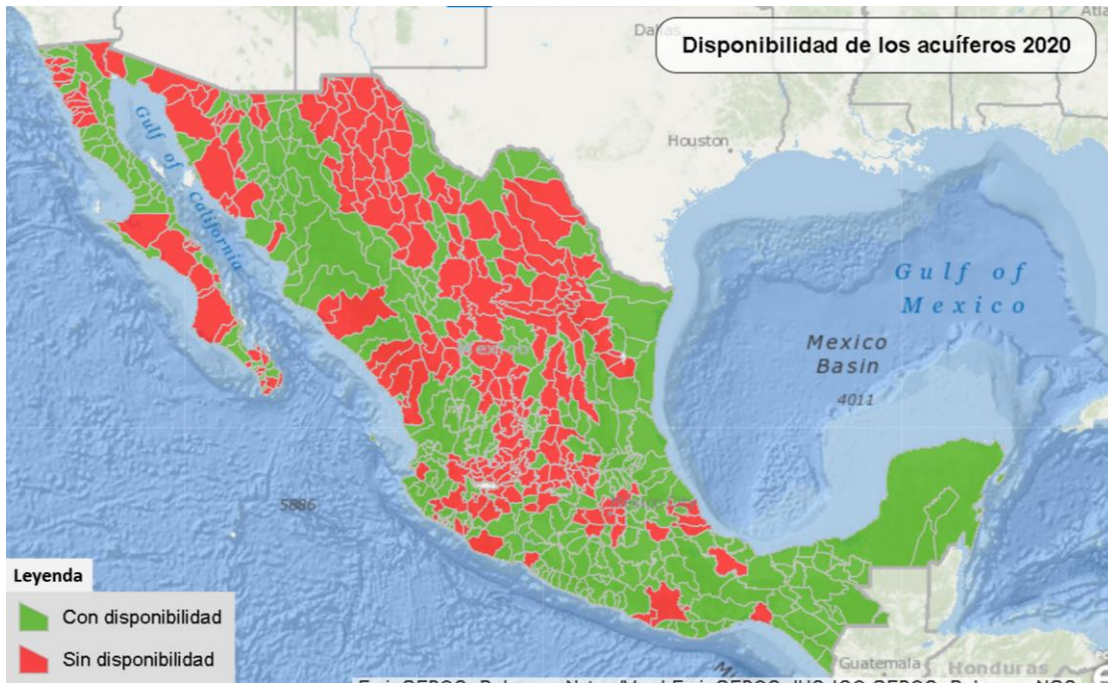 Disponibilidad de los acuíferos 2020
Houston
Gulf of California
Gulf of
Mexico
Mexico
Basin
4011
5886
Leyenda
Con disponibilidad
Sin disponibilidad
Guatemala
Honduras